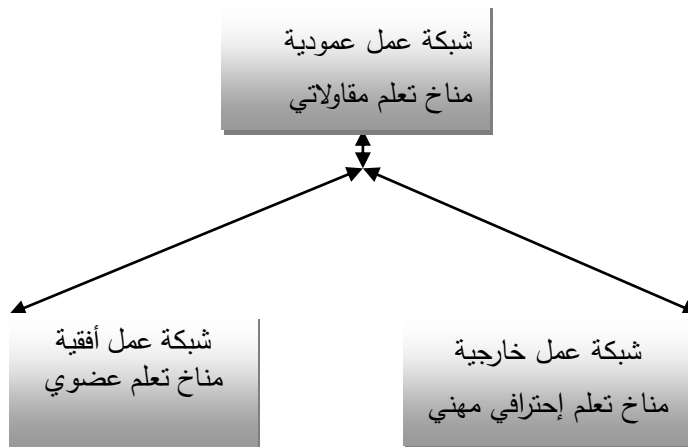 شبكة عمل عمودية
مناخ تعلم مقاولاتي
شبكة عمل خارجية
مناخ تعلم إحترافي مهني
شبكة عمل أفقية
مناخ تعلم عضوي